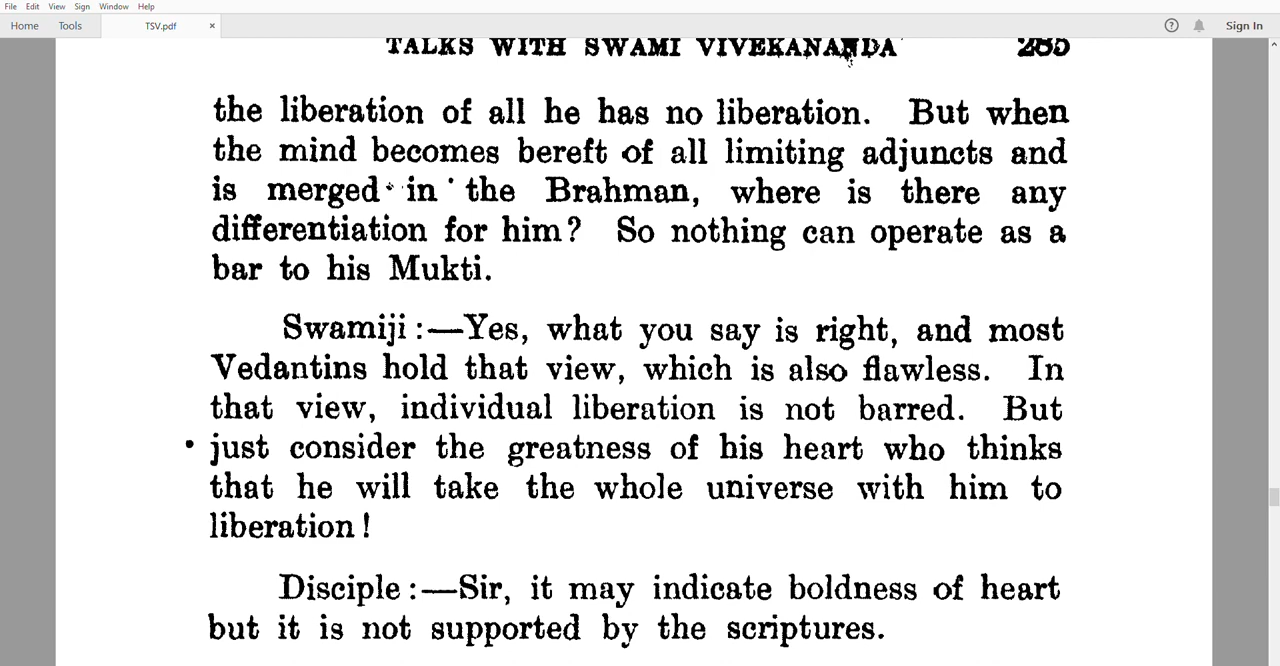 File Edit View Sign Window Help
Home Tools TSV.pdf × ? Sign In
TALKS WITH SWAMI VIVEKANANDA 285
the liberation of all he has no liberation. But when
the mind becomes bereft of all limiting adjuncts and
is merged in the Brahman, where is there any
differentiation for him? So nothing can operate as a
bar to his Mukti.
Swamiji :—Yes, what you say is right, and most
Vedantins hold that view, which is also flawless. In
that view, individual liberation is not barred. But
just consider the greatness of his heart who thinks
that he will take the whole universe with him to
liberation !
Disciple :—Sir, it may indicate boldness of heart
but it is not supported by the scriptures.